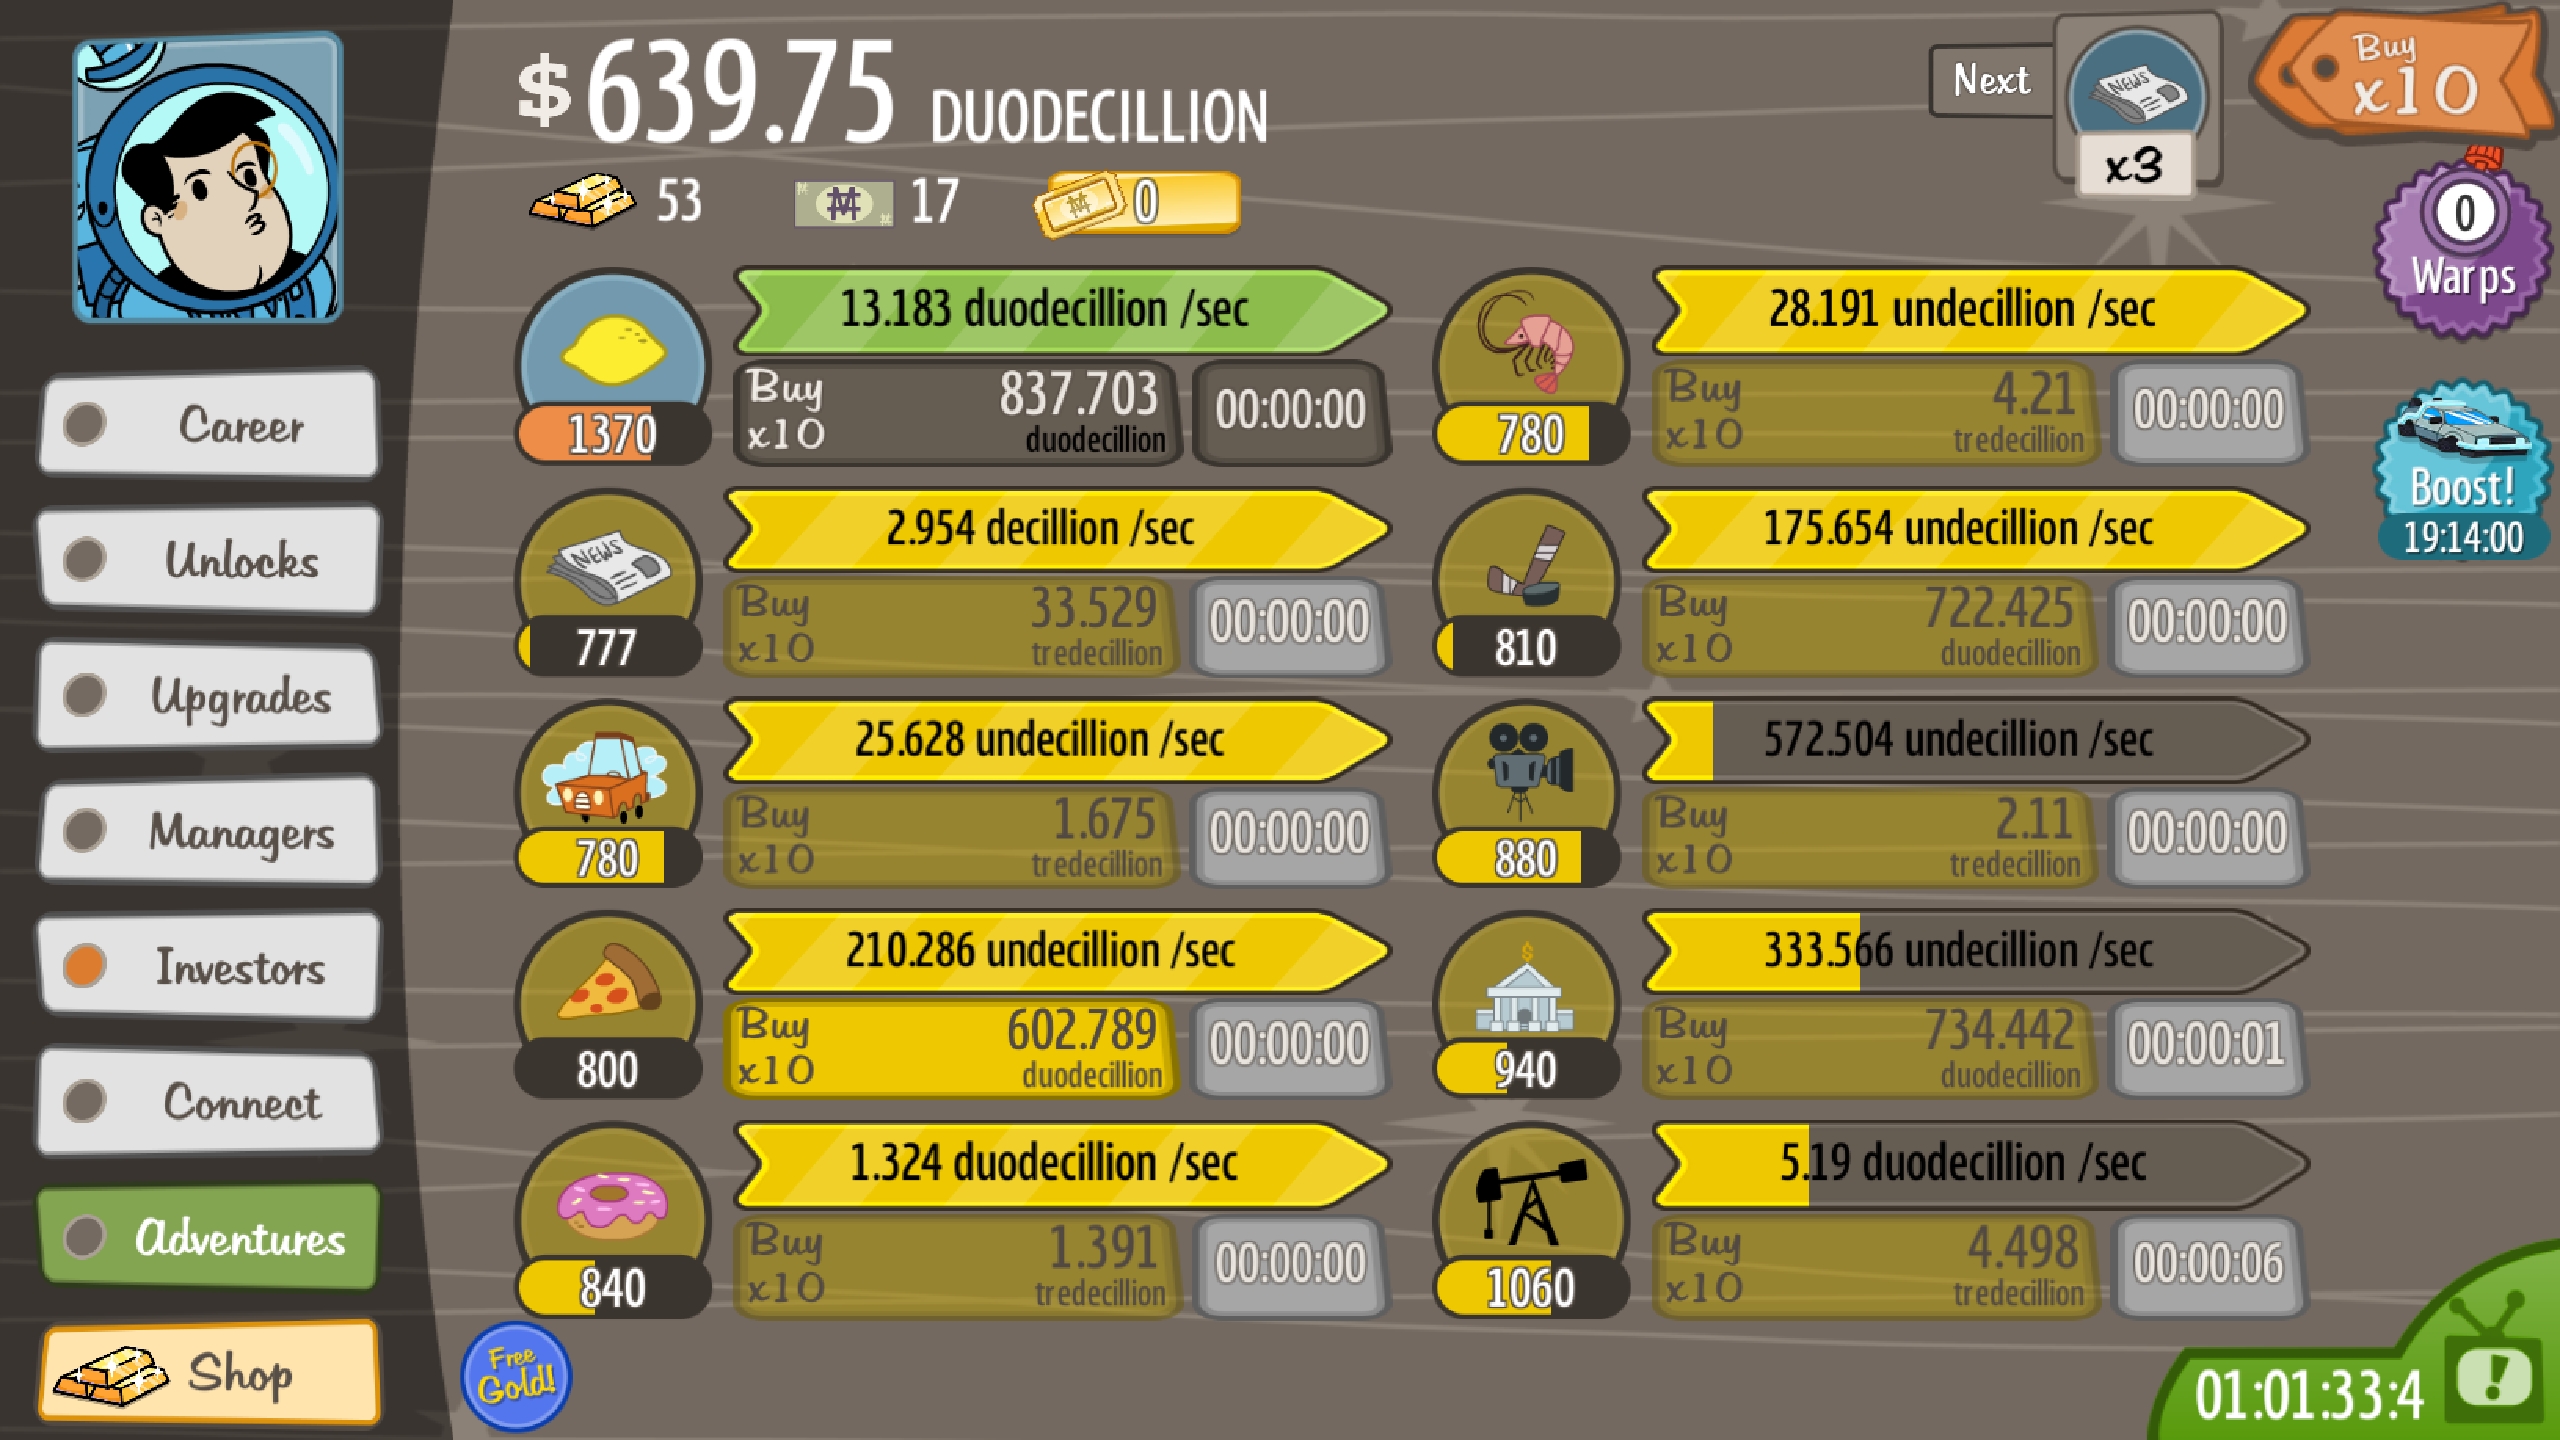 $639.75 DUODECILLION
Next
x3
Buy
x10
53
17
0
0
Warps
Boost!
19:14:00
Career
Unlocks
Upgrades
Managers
Investors
Connect
Adventures
Shop
13.183 duodecillion /sec
1370
Buy
x10
837.703
duodecillion
00:00:00
NEWS
2.954 decillion /sec
777
Buy
x10
33.529
tredecillion
00:00:00
25.628 undecillion /sec
780
Buy
x10
1.675
tredecillion
00:00:00
210.286 undecillion /sec
800
Buy
x10
602.789
duodecillion
00:00:00
1.324 duodecillion /sec
840
Buy
x10
1.391
tredecillion
00:00:00
28.191 undecillion /sec
780
Buy
x10
4.21
tredecillion
00:00:00
175.654 undecillion /sec
810
Buy
x10
722.425
duodecillion
00:00:00
572.504 undecillion /sec
880
Buy
x10
2.11
tredecillion
00:00:00
333.566 undecillion /sec
940
Buy
x10
734.442
duodecillion
00:00:01
5.19 duodecillion /sec
1060
Buy
x10
4.498
tredecillion
00:00:06
Free
Gold!
01:01:33:4
NEWS